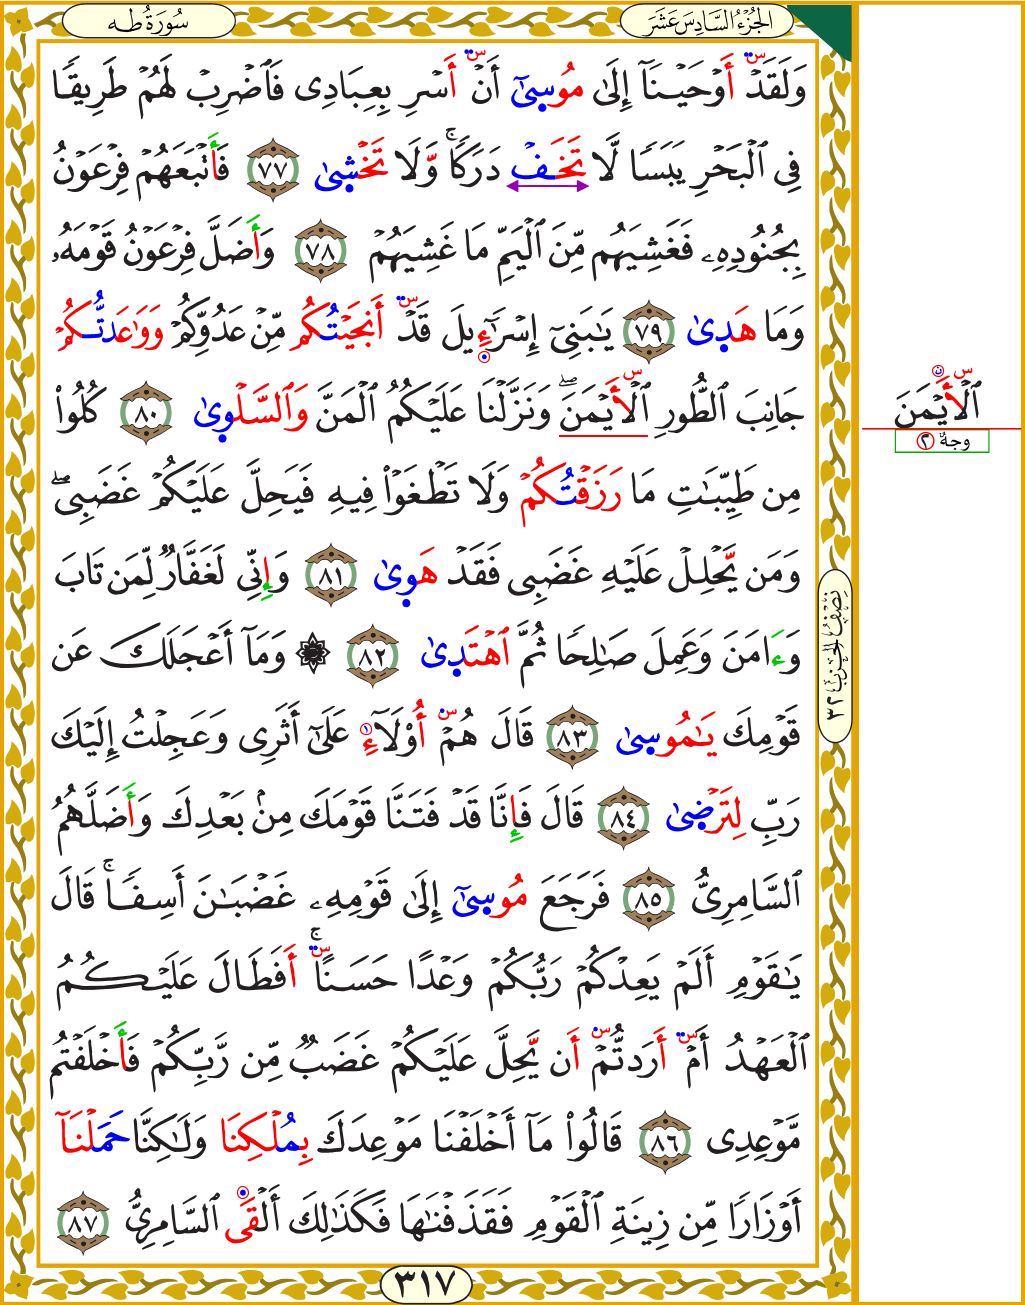 الجُزْءُ السَّادِسَ عَشَرَ
سُورَةُ طه
وَلَقَدۡ أَوۡحَيۡنَآ إِلَىٰ مُوسِىٰٓ أَنۡ أَسۡرِ بِعِبَادِي فَٱضۡرِبۡ لَهُمۡ طَرِيقٗا
فِي ٱلۡبَحۡرِ يَبَسٗا لَّا تَخَفۡ دَرَكٗا وَلَا تَخۡشِىٰ ٧٧ فَأَتۡبَعَهُمۡ فِرۡعَوۡنُ
بِجُنُودِهِۦ فَغَشِيَهُم مِّنَ ٱلۡيَمِّ مَا غَشِيَهُمۡ ٧٨ وَأَضَلَّ فِرۡعَوۡنُ قَوۡمَهُۥ
وَمَا هَدِىٰ ٧٩ يَٰبَنِيٓ إِسۡرَٰٓءِيلَ قَدۡ أَنجَيۡتُكُم مِّنۡ عَدُوِّكُمۡ وَوَٰعَدتُّكُمۡ
جَانِبَ ٱلطُّورِ ٱلۡأَيۡمَنَۖ وَنَزَّلۡنَا عَلَيۡكُمُ ٱلۡمَنَّ وَٱلسَّلۡوِىٰ ٨٠ كُلُواْ
مِن طَيِّبَٰتِ مَا رَزَقۡتُكُمۡ وَلَا تَطۡغَوۡاْ فِيهِ فَيَحِلَّ عَلَيۡكُمۡ غَضَبِيۖ
وَمَن يَحۡلِلۡ عَلَيۡهِ غَضَبِي فَقَدۡ هَوِىٰ ٨١ وَإِنِّي لَغَفَّارٞ لِّمَن تَابَ
وَءَامَنَ وَعَمِلَ صَٰلِحٗا ثُمَّ ٱهۡتَدِىٰ ٨٢ ۞ وَمَآ أَعۡجَلَكَ عَن
قَوۡمِكَ يَٰمُوسِىٰ ٨٣ قَالَ هُمۡ أُوْلَآءِ عَلَىٰٓ أَثَرِي وَعَجِلۡتُ إِلَيۡكَ
رَبِّ لِتَرۡضِىٰ ٨٤ قَالَ فَإِنَّا قَدۡ فَتَنَّا قَوۡمَكَ مِنۢ بَعۡدِكَ وَأَضَلَّهُمُ
ٱلسَّامِرِيُّ ٨٥ فَرَجَعَ مُوسِىٰٓ إِلَىٰ قَوۡمِهِۦ غَضۡبَٰنَ أَسِفٗاۚ قَالَ
يَٰقَوۡمِ أَلَمۡ يَعِدۡكُمۡ رَبُّكُمۡ وَعۡدًا حَسَنًاۚ أَفَطَالَ عَلَيۡكُمُ
ٱلۡعَهۡدُ أَمۡ أَرَدتُّمۡ أَن يَحِلَّ عَلَيۡكُمۡ غَضَبٞ مِّن رَّبِّكُمۡ فَأَخۡلَفۡتُم
مَّوۡعِدِي ٨٦ قَالُواْ مَآ أَخۡلَفۡنَا مَوۡعِدَكَ بِمُلۡكِنَا وَلَٰكِنَّا حَمَلۡنَآ
أَوۡزَارٗا مِّن زِينَةِ ٱلۡقَوۡمِ فَقَذَفۡنَٰهَا فَكَذَٰلِكَ أَلۡقَى ٱلسَّامِرِيُّ ٨٧
٣١٧
نِصْفُ الحِزْبِ ٣٢
ٱلۡأَيۡمَنَ
وجهٌ ٢